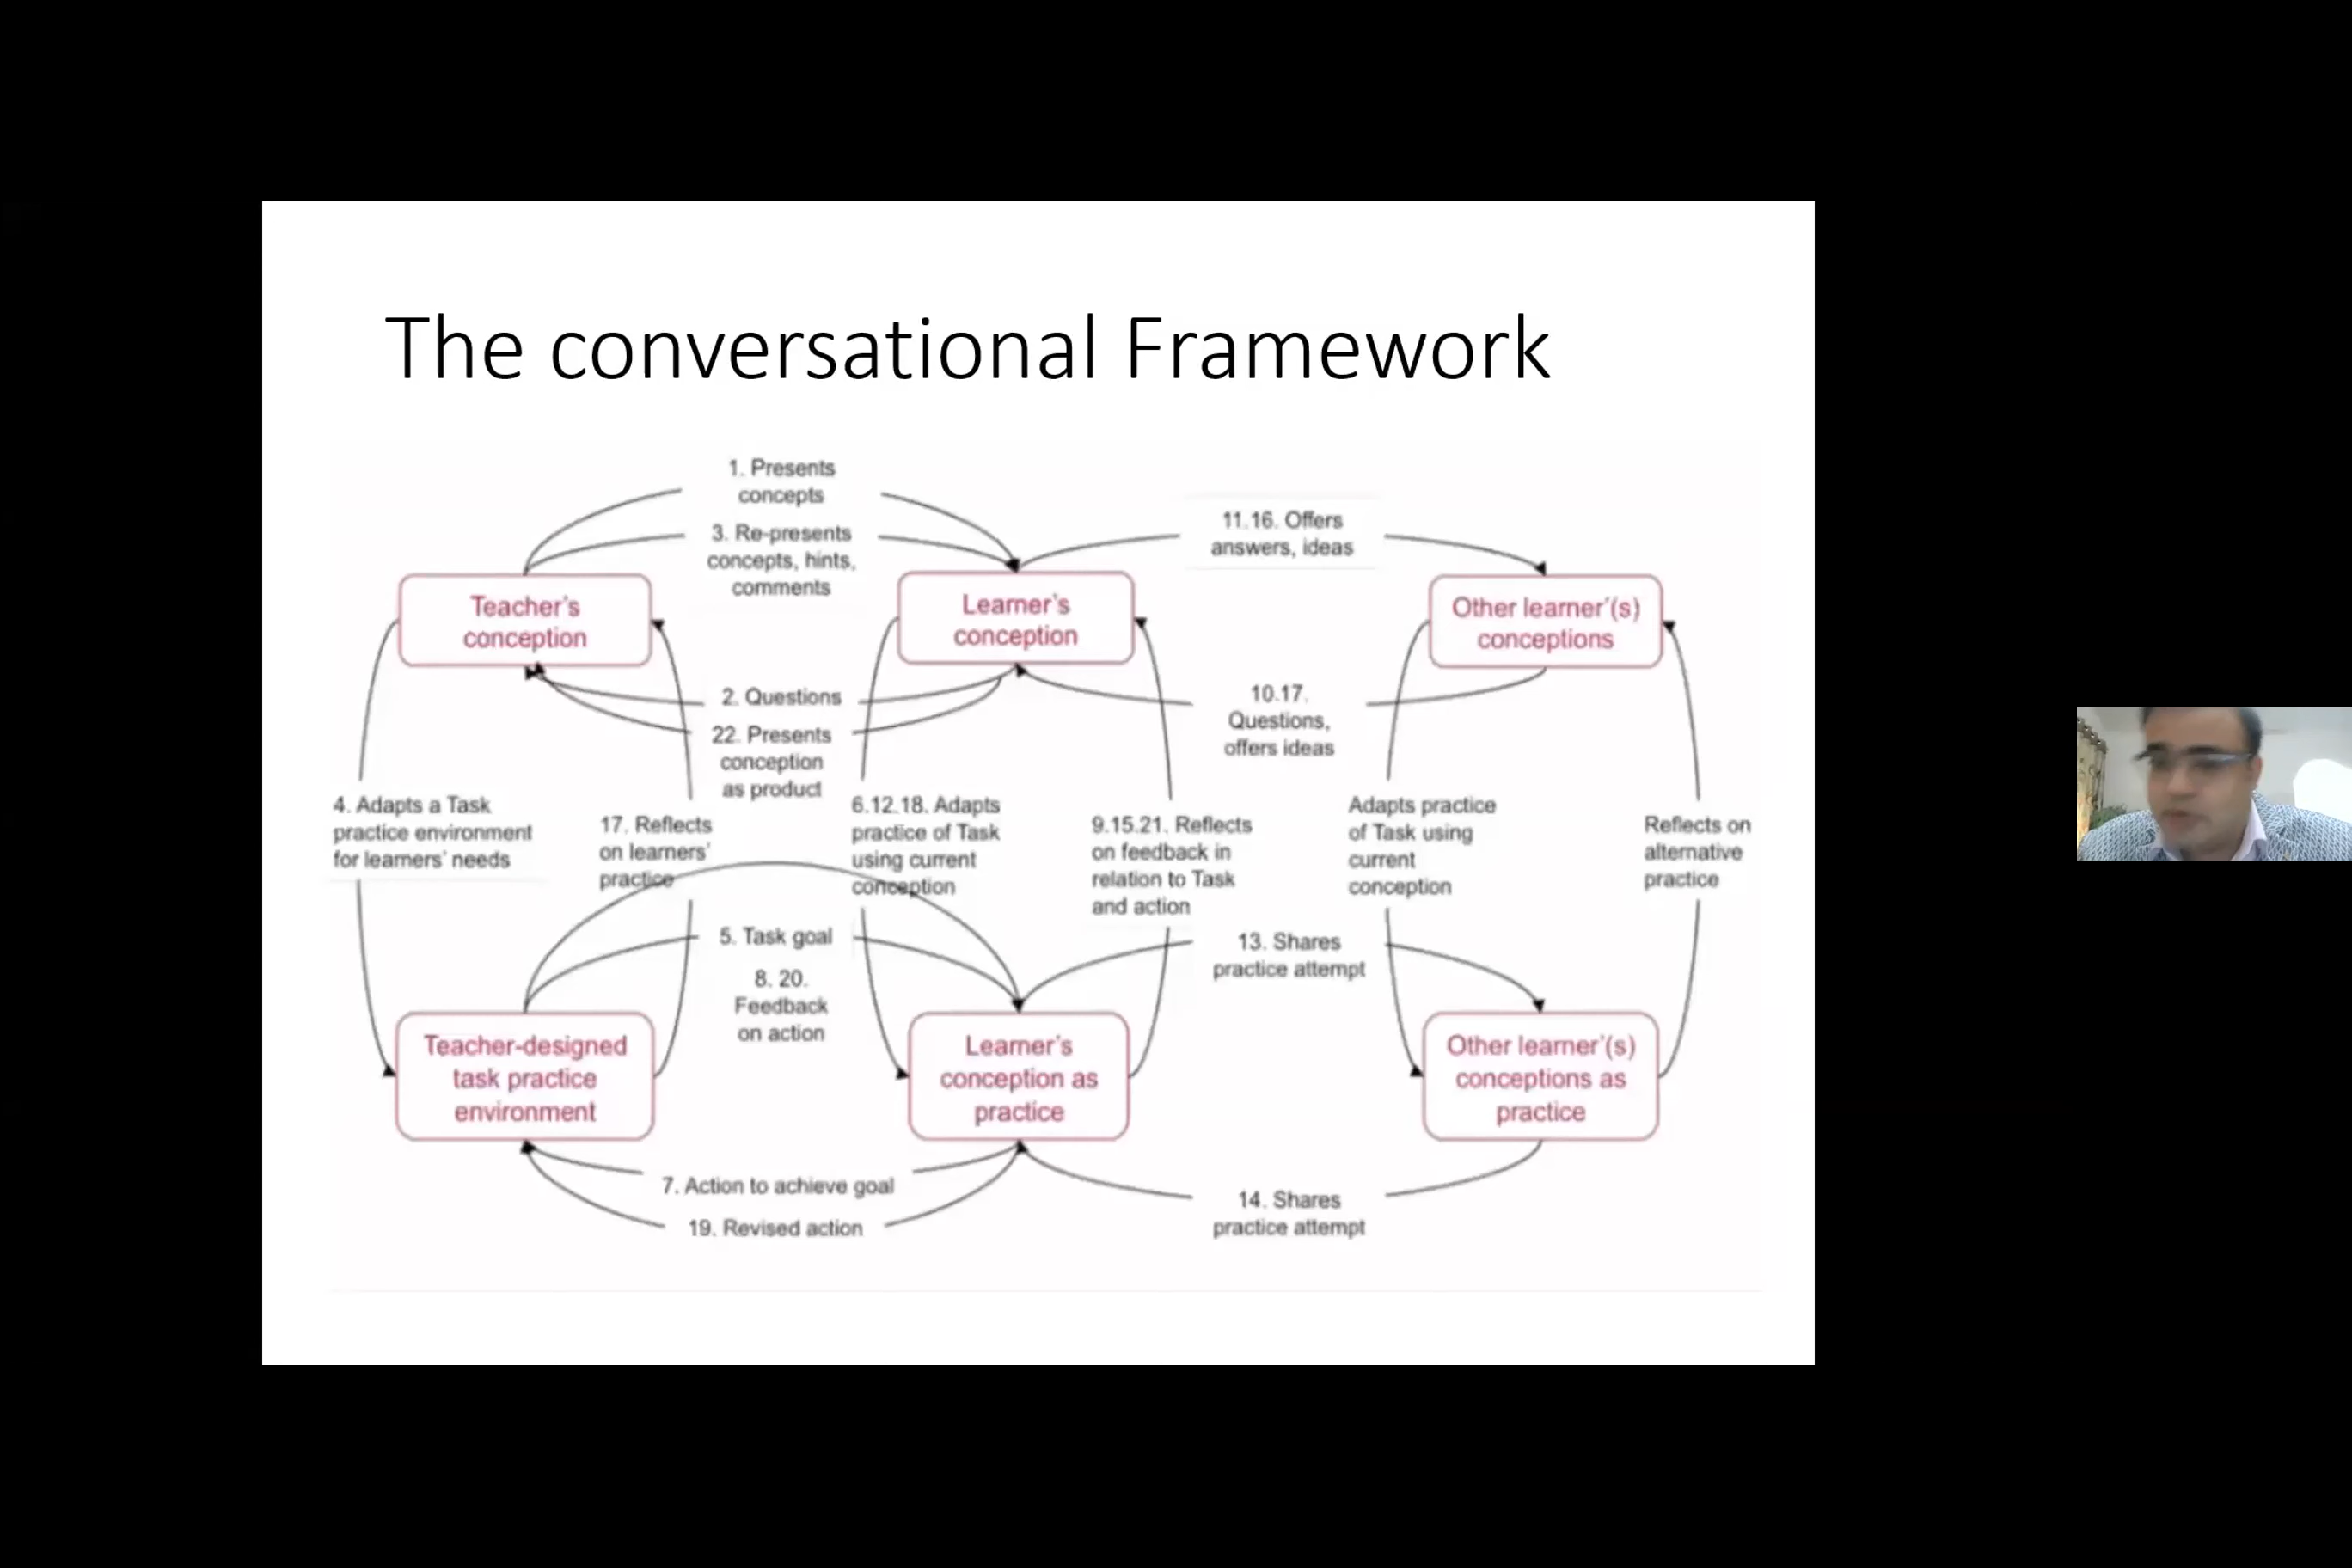 The conversational Framework
1. Presents
concepts
3. Re-presents
concepts, hints,
comments
11.16. Offers
answers, ideas
Teacher's
conception
Learner's
conception
Other learner'(s)
conceptions
2. Questions
22. Presents
conception
as product
10.17.
Questions,
offers ideas
4. Adapts a Task
practice environment
for learners' needs
17. Reflects
on learners'
practice
6.12.18. Adapts
practice of Task
using current
conception
9.15.21. Reflects
on feedback in
relation to Task
and action
Adapts practice
of Task using
current
conception
Reflects on
alternative
practice
5. Task goal
8. 20.
Feedback
on action
13. Shares
practice attempt
Teacher-designed
task practice
environment
Learner's
conception as
practice
Other learner'(s)
conceptions as
practice
7. Action to achieve goal
19. Revised action
14. Shares
practice attempt